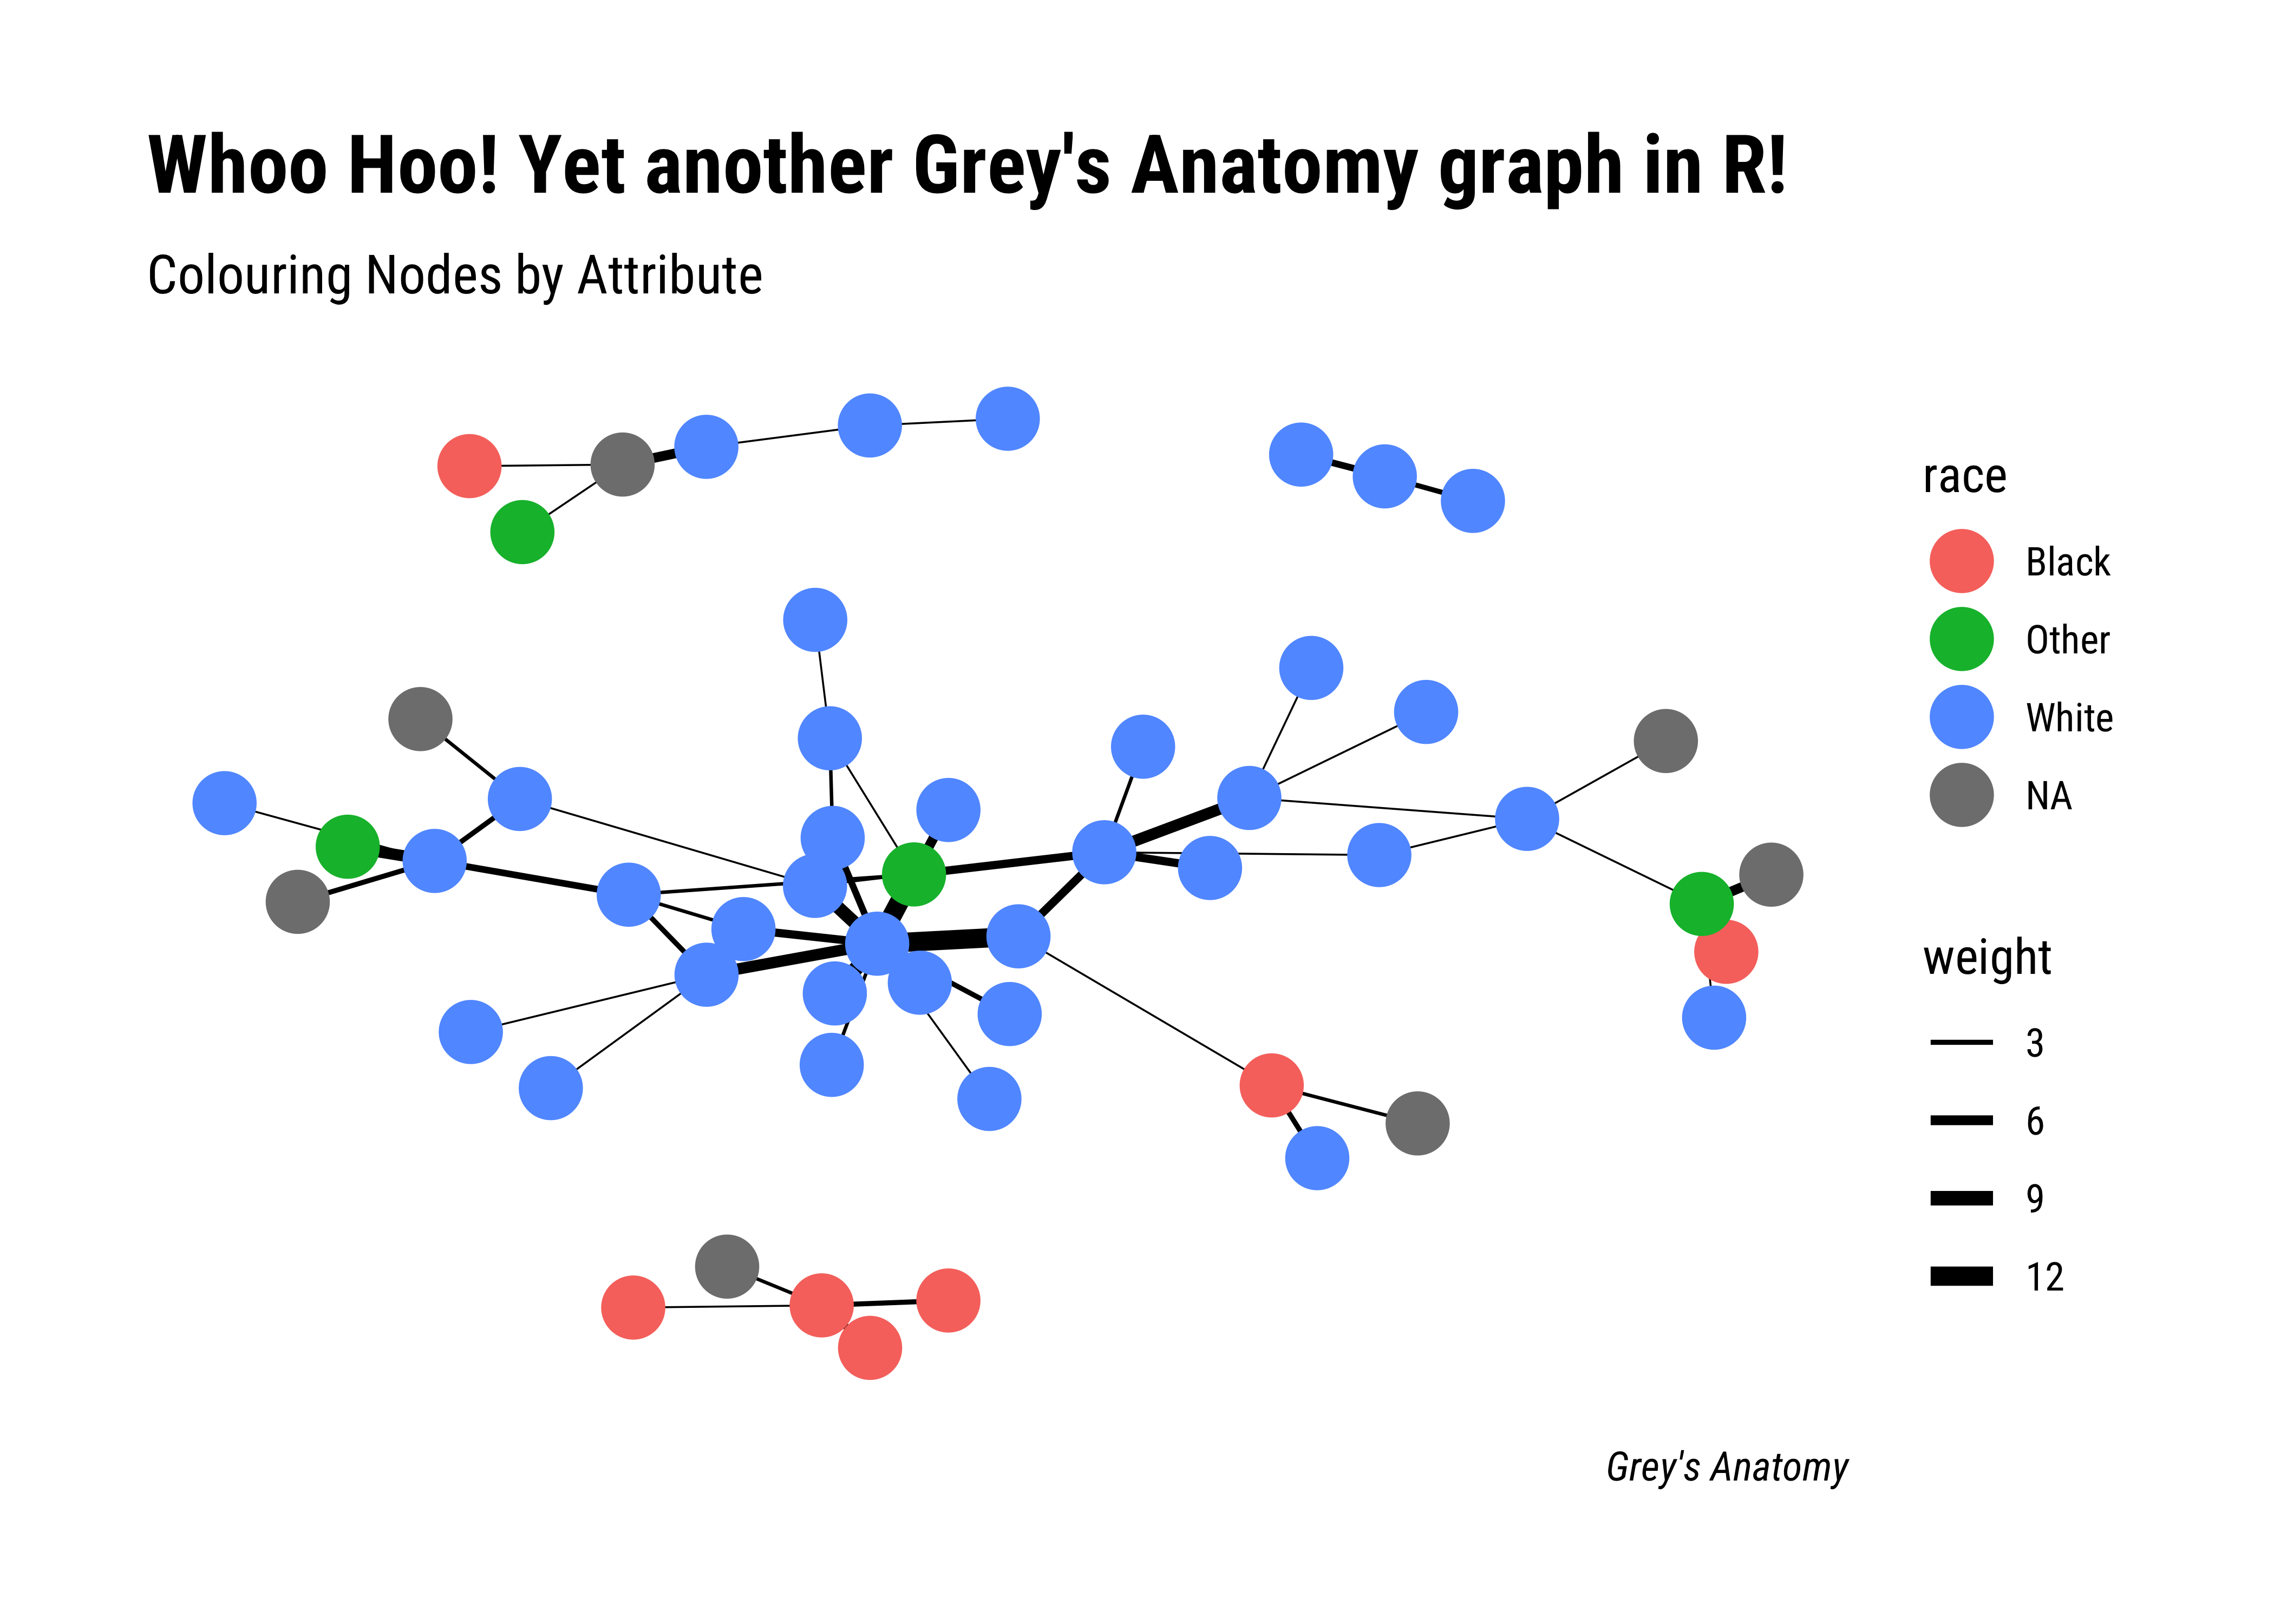 Whoo Hoo! Yet another Grey's Anatomy graph in R!
Colouring Nodes by Attribute
race
Black
Other
White
NA
weight
3
6
9
12
Grey's Anatomy